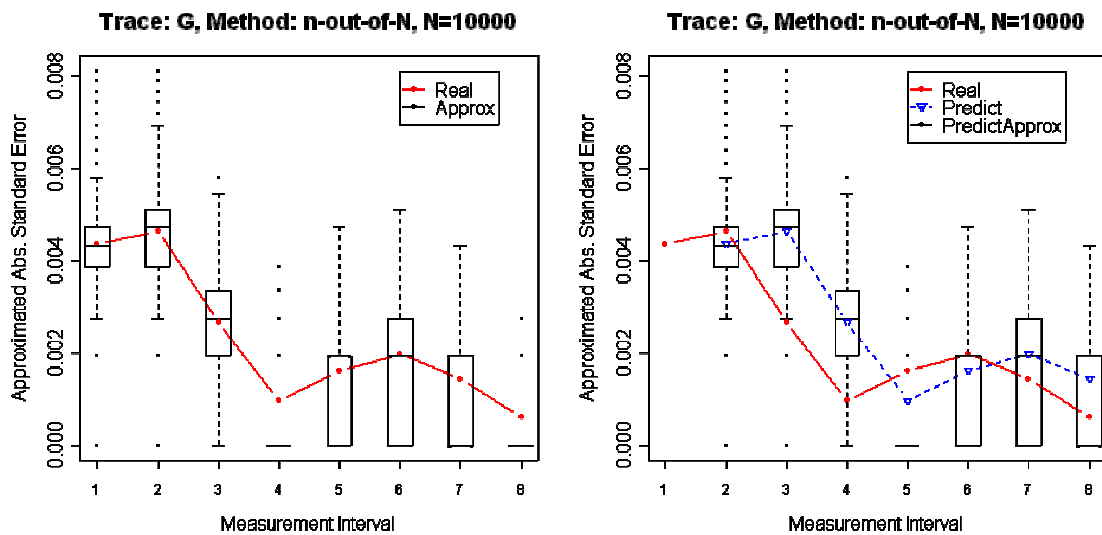 Trace: G, Method: n-out-of-N, N=10000
Approximated Abs. Standard Error
0.008
0.006
0.004
0.002
0.000
Real
Approx
1 2 3 4 5 6 7 8
Measurement Interval
Trace: G, Method: n-out-of-N, N=10000
Approximated Abs. Standard Error
0.008
0.006
0.004
0.002
0.000
Real
Predict
PredictApprox
1 2 3 4 5 6 7 8
Measurement Interval